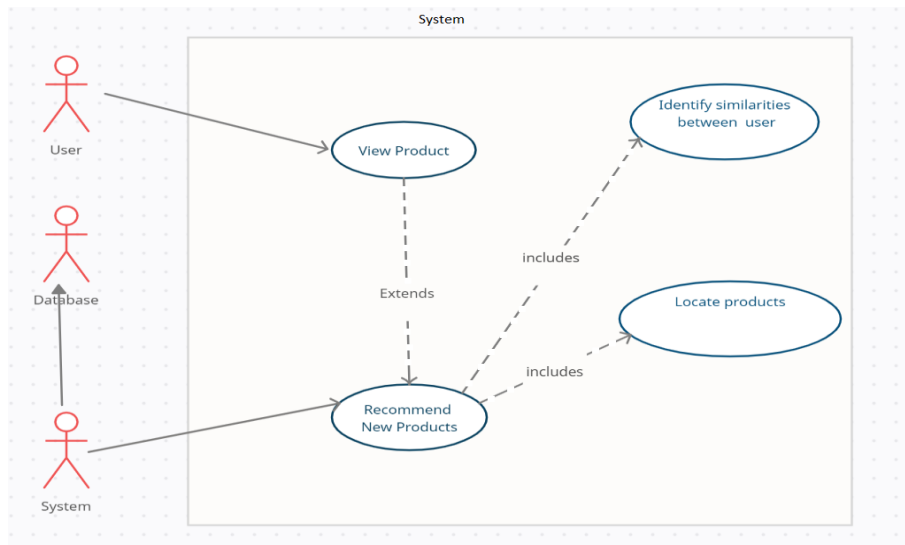 System
User
View Product
Identify similarities
between user
Database
Extends
includes
Locate products
includes
Recommend
New Products
System